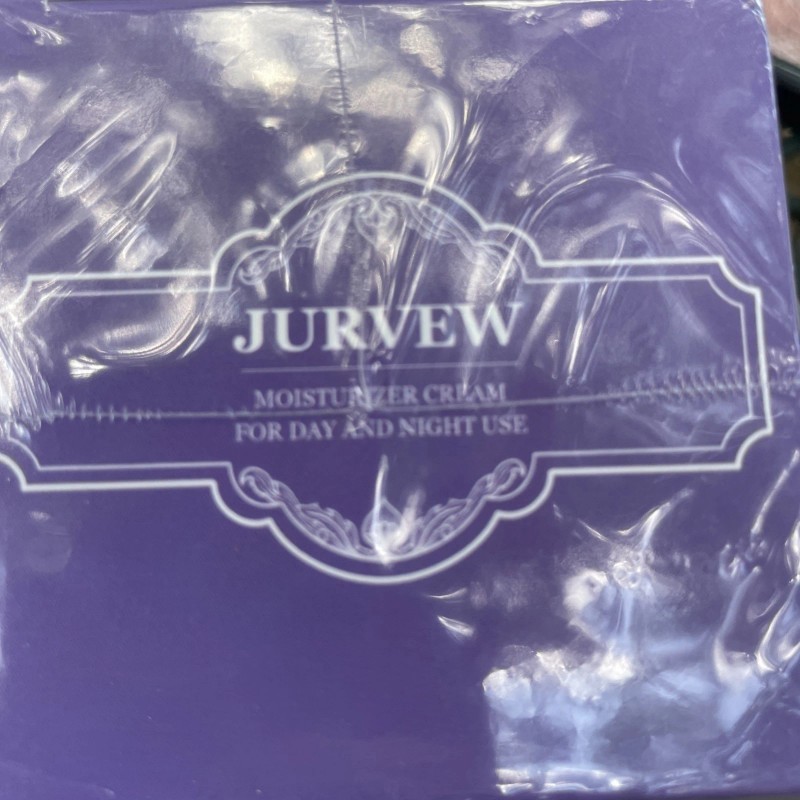 JURVEW
MOISTURIZER CREAM
FOR DAY AND NIGHT USE